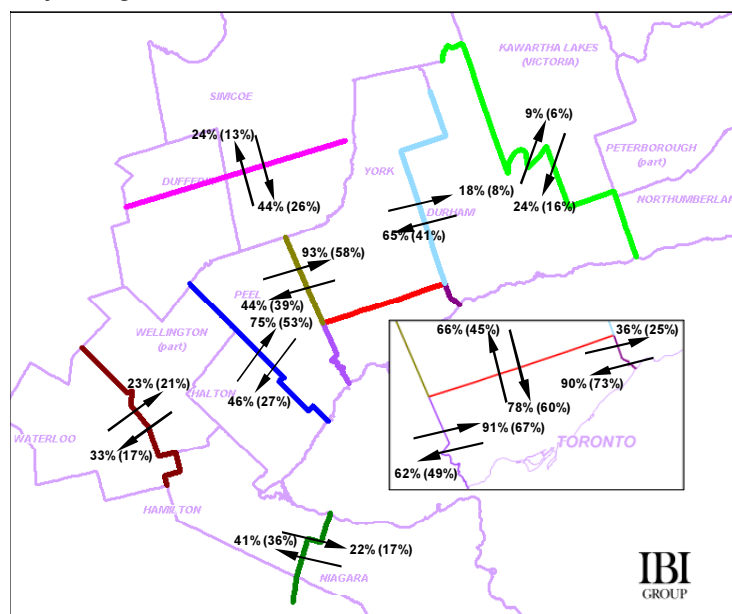 KAWARTHA LAKES
(VICTORIA)
SIMCOE
9% (6%)
24% (13%)
PETERBOROUGH
(part)
YORK
DUFFERIN
18% (8%)
NORTHUMBERLAN
44% (26%)
24% (16%)
DURHAM
65% (41%)
93% (58%)
PEEL
44% (39%)
75% (53%)
WELLINGTON
(part)
66% (45%)
36% (25%)
23% (21%)
HALTON
46% (27%)
90% (73%)
78% (60%)
91% (67%)
WATERLOO
33% (17%)
TORONTO
62% (49%)
HAMILTON
41% (36%)
22% (17%)
NIAGARA
IBI
GROUP